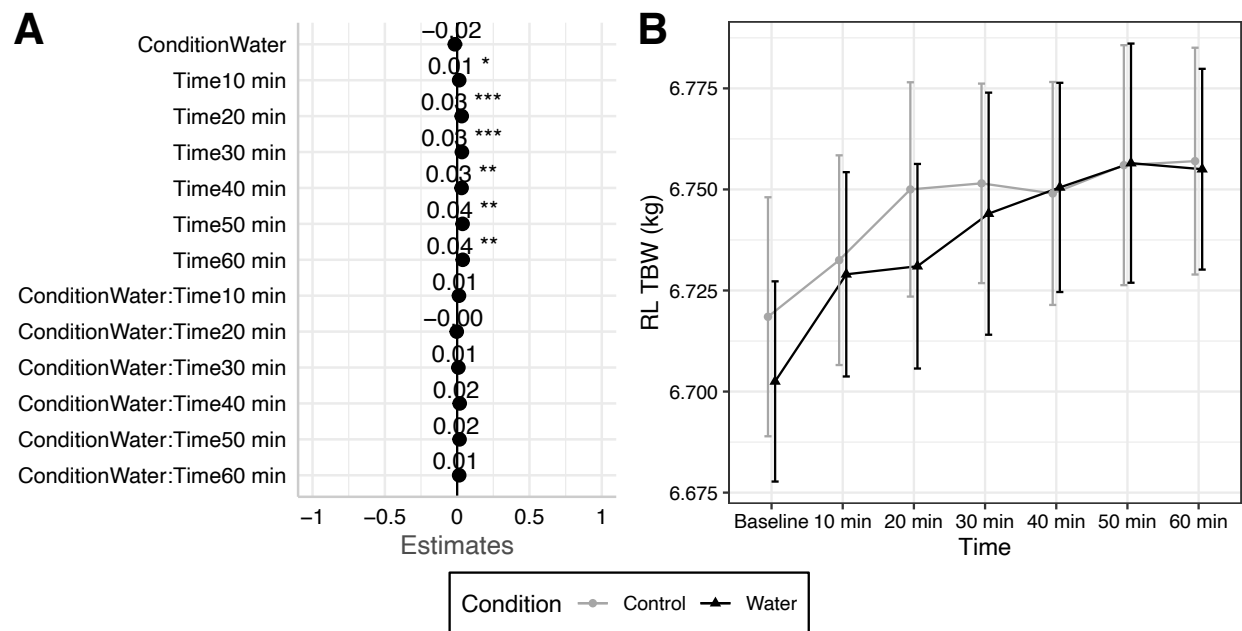 A
ConditionWater
−0.02
Time10 min
0.01 *
Time20 min
0.03 ***
Time30 min
0.03 ***
Time40 min
0.03 **
Time50 min
0.04 **
Time60 min
0.04 **
ConditionWater:Time10 min
0.01
ConditionWater:Time20 min
−0.00
ConditionWater:Time30 min
0.01
ConditionWater:Time40 min
0.02
ConditionWater:Time50 min
0.02
ConditionWater:Time60 min
0.01
−1 −0.5 0 0.5 1
Estimates
B
RL TBW (kg)
6.775
6.750
6.725
6.700
6.675
Baseline 10 min 20 min 30 min 40 min 50 min 60 min
Time
Condition Control Water